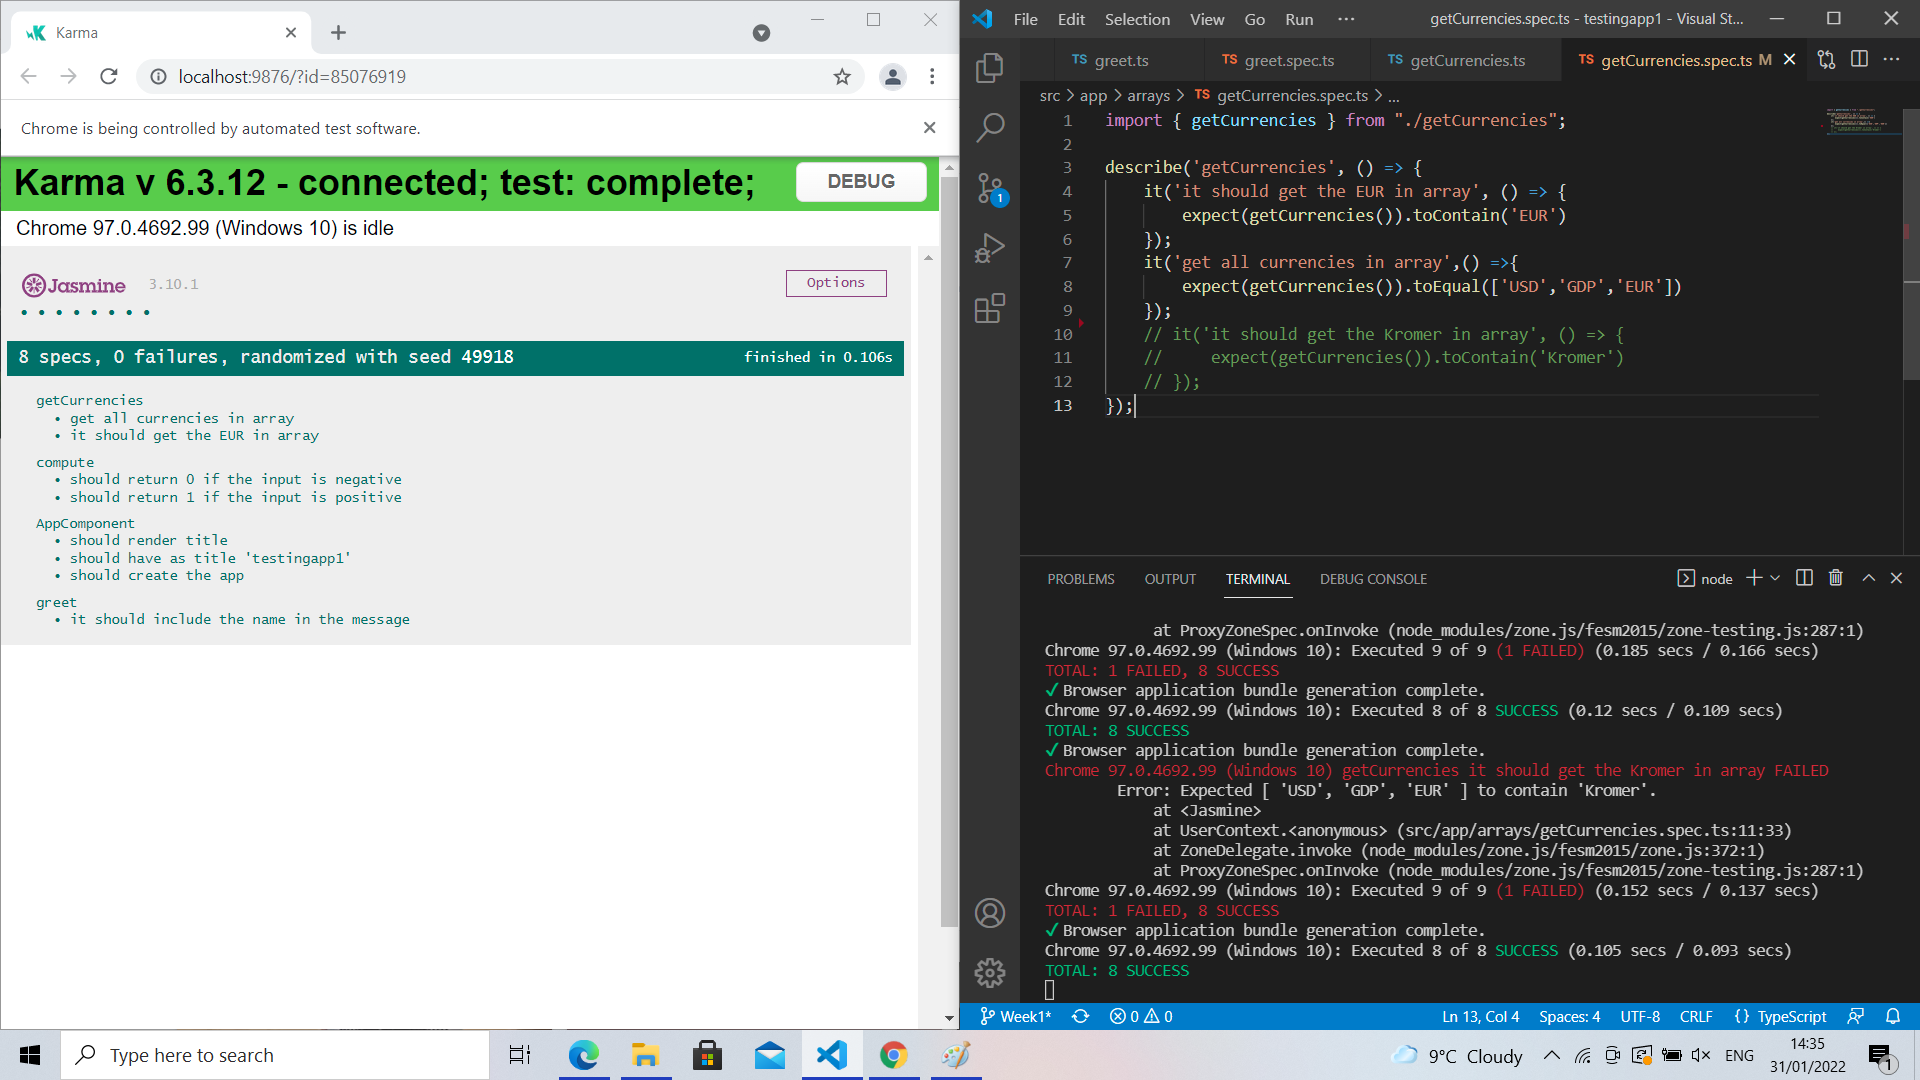 Karma
localhost:9876/?id=85076919
Chrome is being controlled by automated test software.
Karma v 6.3.12 - connected; test: complete;
DEBUG
Chrome 97.0.4692.99 (Windows 10) is idle
Jasmine 3.10.1
Options
• • • • • • • •
8 specs, 0 failures, randomized with seed 49918
finished in 0.106s
getCurrencies
• get all currencies in array
• it should get the EUR in array
compute
• should return 0 if the input is negative
• should return 1 if the input is positive
AppComponent
• should render title
• should have as title 'testingapp1'
• should create the app
greet
• it should include the name in the message
File Edit Selection View Go Run ···
getCurrencies.spec.ts - testingapp1 - Visual St...
TS greet.ts
TS greet.spec.ts
TS getCurrencies.ts
TS getCurrencies.spec.ts M
src > app > arrays > TS getCurrencies.spec.ts > ...
1 import { getCurrencies } from "./getCurrencies";
2
3 describe('getCurrencies', () => {
4 it('it should get the EUR in array', () => {
5 expect(getCurrencies()).toContain('EUR')
6 });
7 it('get all currencies in array',() =>{
8 expect(getCurrencies()).toEqual(['USD','GDP','EUR'])
9 });
10 // it('it should get the Kromer in array', () => {
11 // expect(getCurrencies()).toContain('Kromer')
12 // });
13 });
1
PROBLEMS OUTPUT TERMINAL DEBUG CONSOLE
node
at ProxyZoneSpec.onInvoke (node_modules/zone.js/fesm2015/zone-testing.js:287:1)
Chrome 97.0.4692.99 (Windows 10): Executed 9 of 9 (1 FAILED) (0.185 secs / 0.166 secs)
TOTAL: 1 FAILED, 8 SUCCESS
✓ Browser application bundle generation complete.
Chrome 97.0.4692.99 (Windows 10): Executed 8 of 8 SUCCESS (0.12 secs / 0.109 secs)
TOTAL: 8 SUCCESS
✓ Browser application bundle generation complete.
Chrome 97.0.4692.99 (Windows 10) getCurrencies it should get the Kromer in array FAILED
Error: Expected [ 'USD', 'GDP', 'EUR' ] to contain 'Kromer'.
at <Jasmine>
at UserContext.<anonymous> (src/app/arrays/getCurrencies.spec.ts:11:33)
at ZoneDelegate.invoke (node_modules/zone.js/fesm2015/zone.js:372:1)
at ProxyZoneSpec.onInvoke (node_modules/zone.js/fesm2015/zone-testing.js:287:1)
Chrome 97.0.4692.99 (Windows 10): Executed 9 of 9 (1 FAILED) (0.152 secs / 0.137 secs)
TOTAL: 1 FAILED, 8 SUCCESS
✓ Browser application bundle generation complete.
Chrome 97.0.4692.99 (Windows 10): Executed 8 of 8 SUCCESS (0.105 secs / 0.093 secs)
TOTAL: 8 SUCCESS
Week1* 0 0
Ln 13, Col 4 Spaces: 4 UTF-8 CRLF {} TypeScript
Type here to search
9°C Cloudy
ENG
14:35
31/01/2022
1